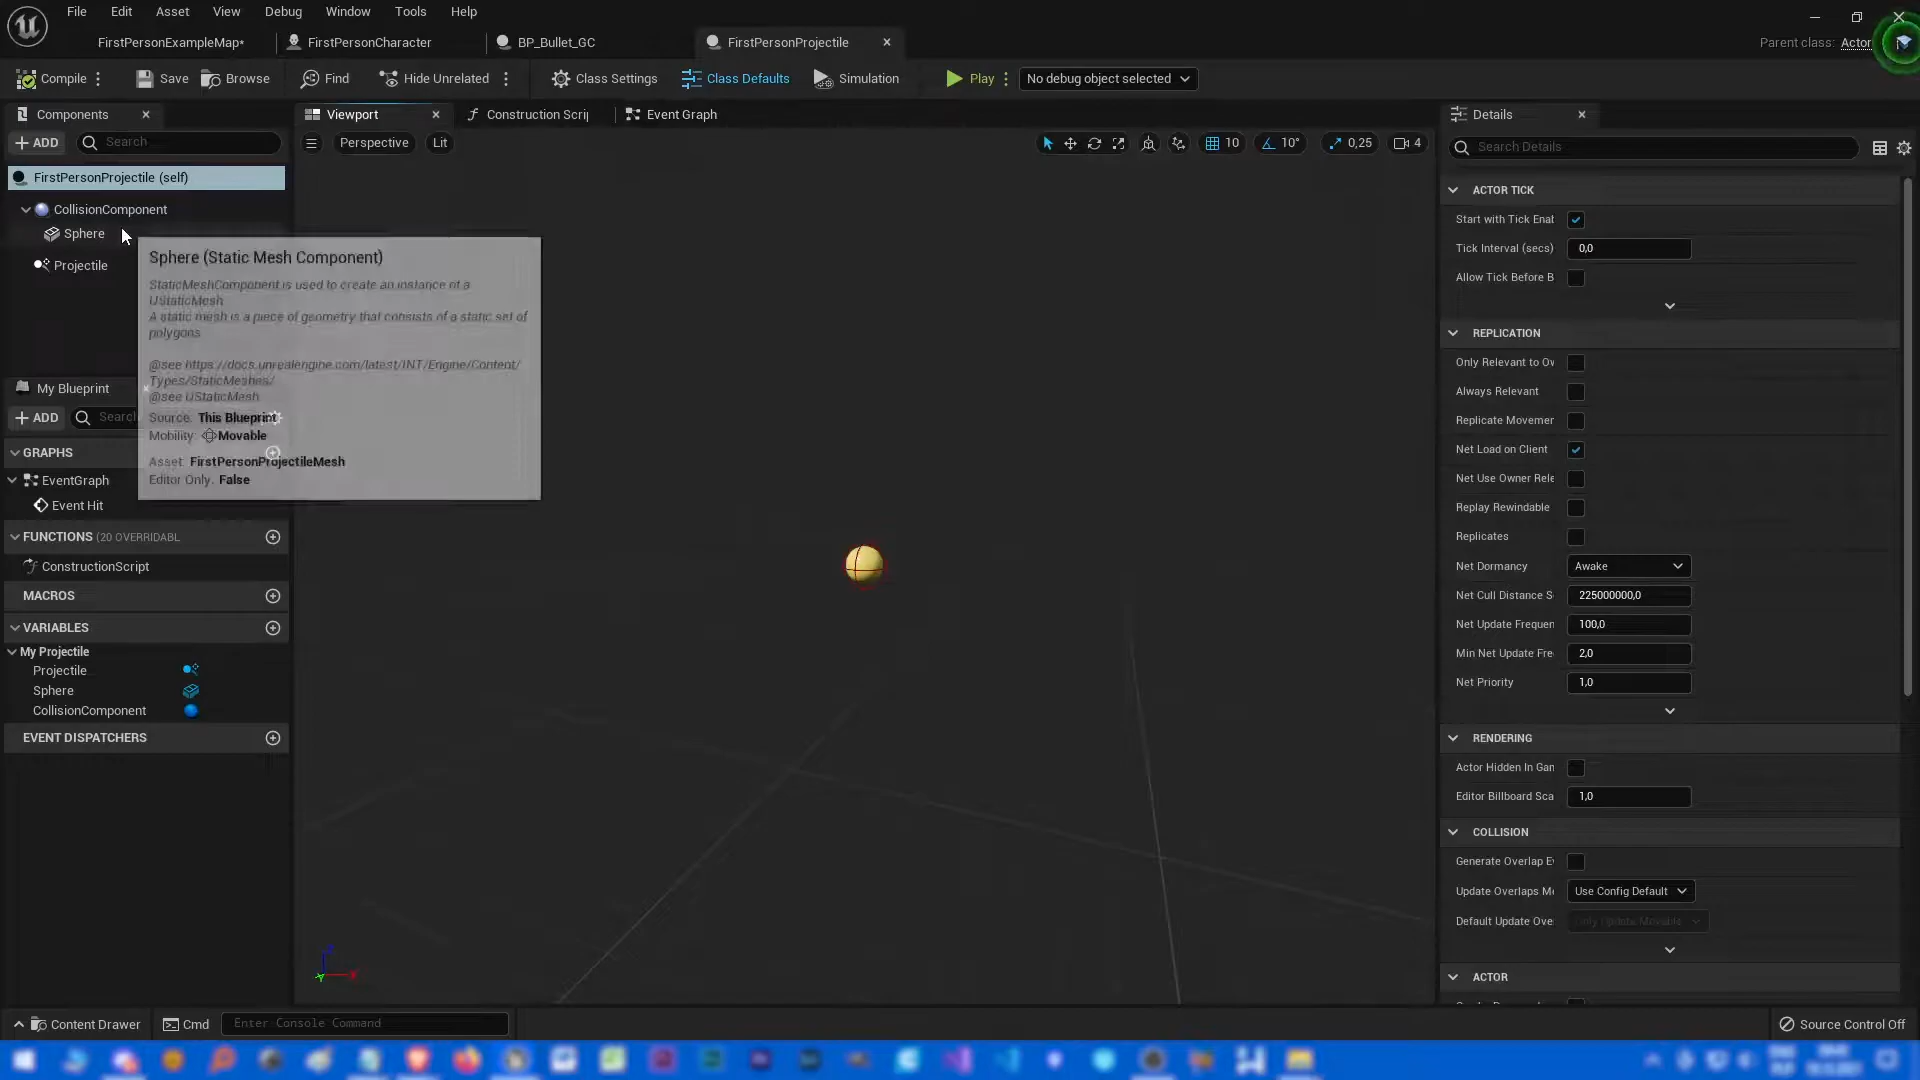 File Edit Asset View Debug Window Tools Help
FirstPersonExampleMap* FirstPersonCharacter BP_Bullet_GC FirstPersonProjectile Parent class: Actor
Compile Save Browse Find Hide Unrelated Class Settings Class Defaults Simulation Play No debug object selected
Components
ADD Search
FirstPersonProjectile (self)
CollisionComponent
Sphere
Projectile
Sphere (Static Mesh Component)
StaticMeshComponent is used to create an instance of a
UStaticMesh
A static mesh is a piece of geometry that consists of a static set of
polygons
@see https://docs.unrealengine.com/latest/INT/Engine/Content/
Types/StaticMeshes/
@see UStaticMesh
Source: This Blueprint
Mobility: Movable
Asset: FirstPersonProjectileMesh
Editor Only: False
My Blueprint
ADD Search
GRAPHS
EventGraph
Event Hit
FUNCTIONS (20 OVERRIDABL
ConstructionScript
MACROS
VARIABLES
My Projectile
Projectile
Sphere
CollisionComponent
EVENT DISPATCHERS
Viewport Construction Scrip Event Graph
Perspective Lit 10 10° 0,25 4
Details
Search Details
ACTOR TICK
Start with Tick Enabl
Tick Interval (secs) 0,0
Allow Tick Before B
REPLICATION
Only Relevant to Ow
Always Relevant
Replicate Movemen
Net Load on Client
Net Use Owner Rele
Replay Rewindable
Replicates
Net Dormancy Awake
Net Cull Distance S 225000000,0
Net Update Frequen 100,0
Min Net Update Fre 2,0
Net Priority 1,0
RENDERING
Actor Hidden In Gan
Editor Billboard Sca 1,0
COLLISION
Generate Overlap Ev
Update Overlaps Me Use Config Default
Default Update Ove Only Update Movable
ACTOR
Content Drawer Cmd Enter Console Command Source Control Off